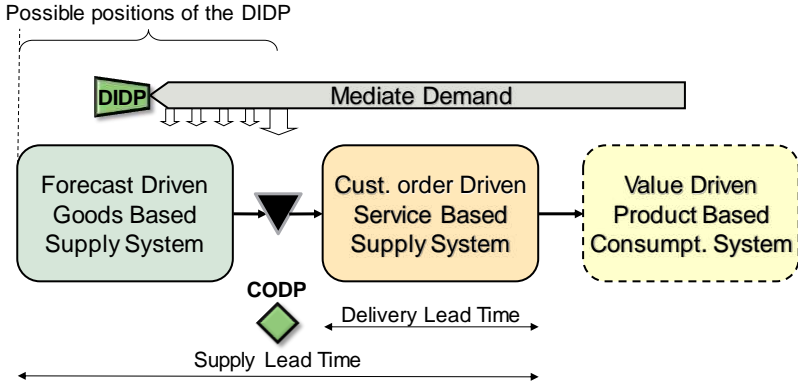 Possible positions of the DIDP
DIDP
Mediate Demand
Forecast Driven
Goods Based
Supply System
Cust. order Driven
Service Based
Supply System
Value Driven
Product Based
Consumpt. System
CODP
Delivery Lead Time
Supply Lead Time